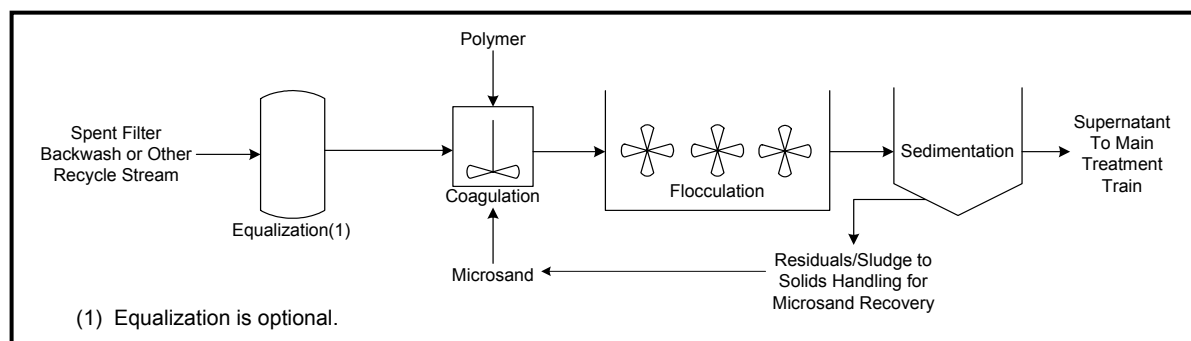 Polymer
Spent Filter
Backwash or Other
Recycle Stream
Equalization(1)
Coagulation
Microsand
Flocculation
Sedimentation
Supernatant
To Main
Treatment
Train
Residuals/Sludge to
Solids Handling for
Microsand Recovery
(1) Equalization is optional.